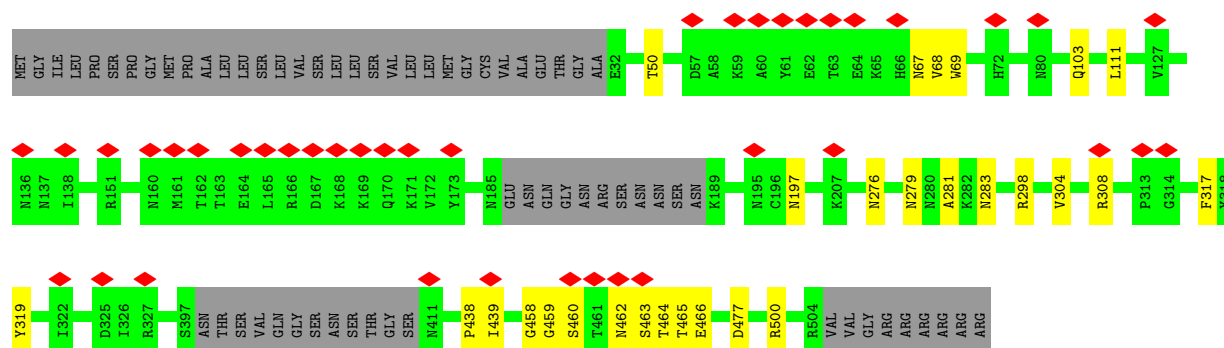 MET GLY ILE LEU PRO SER PRO GLY MET PRO ALA LEU LEU SER LEU VAL SER LEU LEU SER VAL LEU LEU MET GLY CYS VAL ALA GLU THR GLY ALA E32 T50 D57 A58 K59 A60 Y61 E62 T63 E64 K65 H66 N67 V68 W69 H72 N80 Q103 L111 V127
N136 N137 I138 R151 N160 M161 T162 T163 E164 L165 R166 D167 K168 K169 Q170 K171 V172 Y173 N185 GLU ASN GLN GLY ASN ARG SER ASN ASN SER ASN K189 N195 C196 N197 K207 N276 N279 N280 A281 K282 N283 R298 V304 R308 P313 G314 F317
Y319 I322 D325 I326 R327 S397 ASN THR SER VAL GLN GLY SER ASN SER THR GLY SER N411 P438 I439 G458 G459 S460 T461 N462 S463 T464 T465 E466 D477 R500 R504 VAL VAL GLY ARG ARG ARG ARG ARG ARG